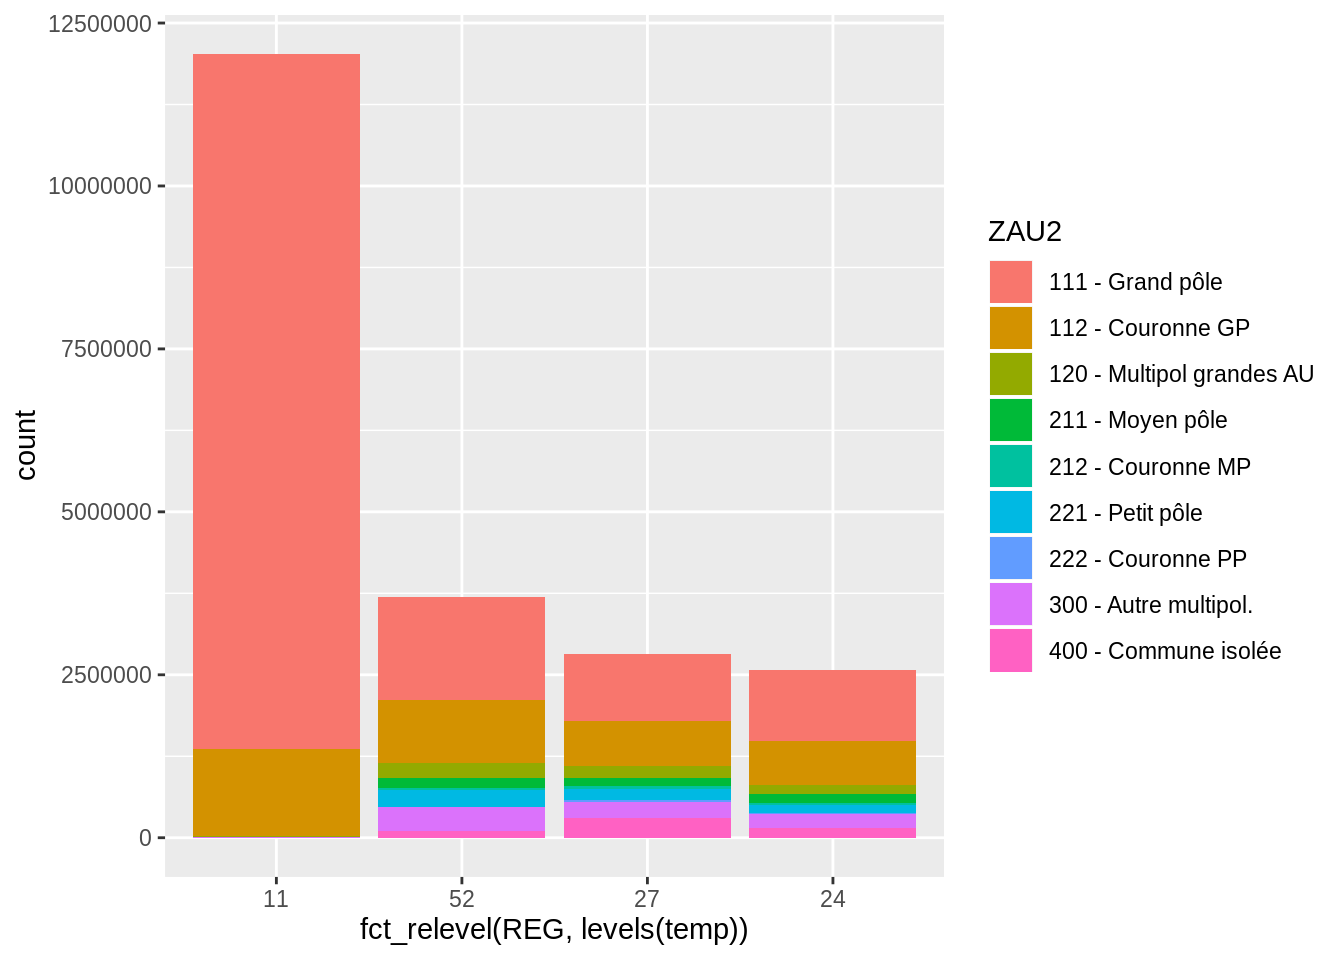 12500000
10000000
7500000
5000000
2500000
0
count
11 52 27 24
fct_relevel(REG, levels(temp))
ZAU2
111 - Grand pôle
112 - Couronne GP
120 - Multipol grandes AU
211 - Moyen pôle
212 - Couronne MP
221 - Petit pôle
222 - Couronne PP
300 - Autre multipol.
400 - Commune isolée